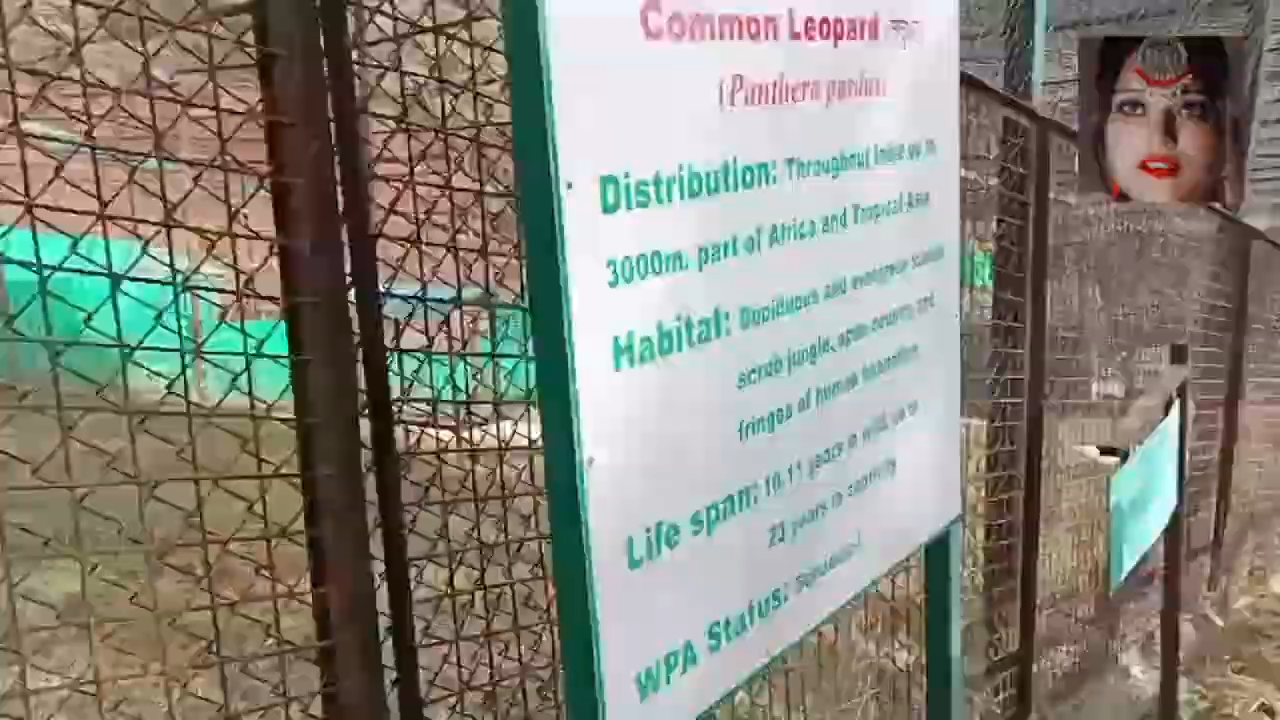 Common Leopard
(Panthera pardus)
Distribution: Throughout India up to
3000m. part of Africa and Tropical Asia
Habitat: and evergreen
scrub jungle, open country and
fringes of human habitation
Life span: 10-11 years in wild, up to
23 years in captivity
WPA Status: Schedule-I